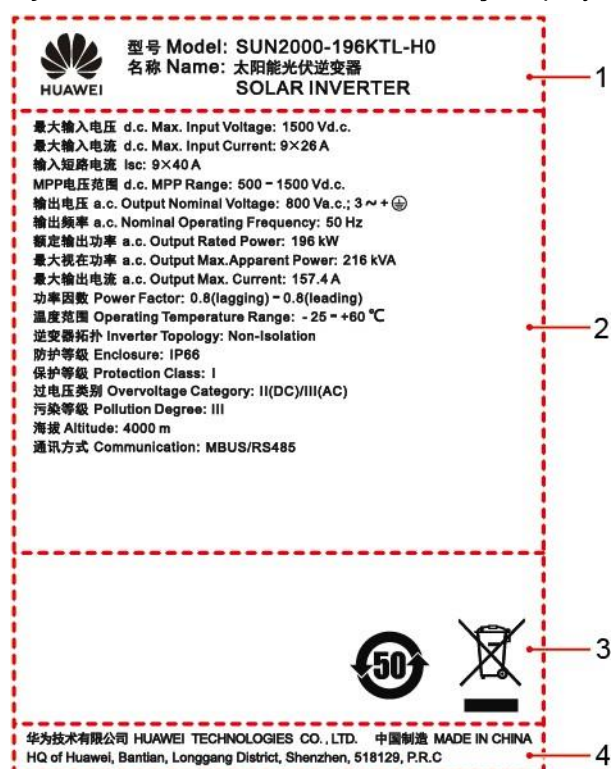 型号 Model: SUN2000-196KTL-H0
名称 Name: 太阳能光伏逆变器
SOLAR INVERTER
HUAWEI
1
最大输入电压 d.c. Max. Input Voltage: 1500 Vd.c.
最大输入电流 d.c. Max. Input Current: 9×26 A
输入短路电流 Isc: 9×40 A
MPP电压范围 d.c. MPP Range: 500 - 1500 Vd.c.
输出电压 a.c. Output Nominal Voltage: 800 Va.c.; 3 ~ + ⏚
输出频率 a.c. Nominal Operating Frequency: 50 Hz
额定输出功率 a.c. Output Rated Power: 196 kW
最大视在功率 a.c. Output Max.Apparent Power: 216 kVA
最大输出电流 a.c. Output Max. Current: 157.4 A
功率因数 Power Factor: 0.8(lagging) - 0.8(leading)
温度范围 Operating Temperature Range: - 25 - +60 ℃
逆变器拓扑 Inverter Topology: Non-Isolation
防护等级 Enclosure: IP66
保护等级 Protection Class: I
过电压类别 Overvoltage Category: II(DC)/III(AC)
污染等级 Pollution Degree: III
海拔 Altitude: 4000 m
通讯方式 Communication: MBUS/RS485
2
50
3
华为技术有限公司 HUAWEI TECHNOLOGIES CO., LTD. 中国制造 MADE IN CHINA
HQ of Huawei, Bantian, Longgang District, Shenzhen, 518129, P.R.C
4